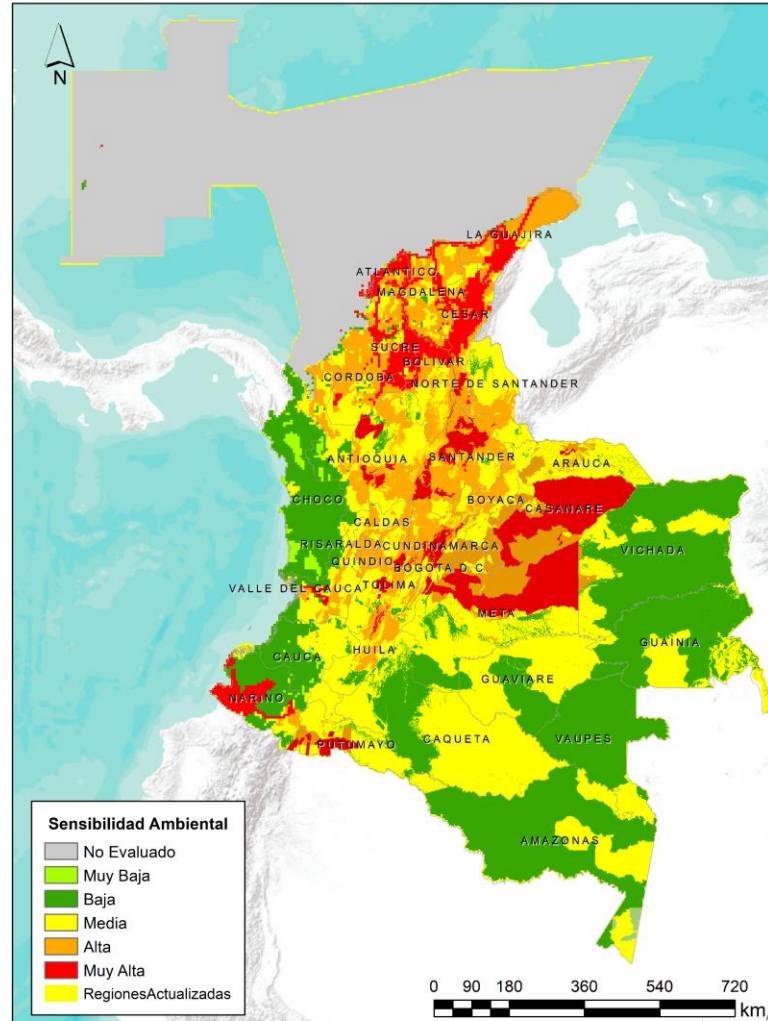 N
LA GUAJIRA
ATLANTICO
MAGDALENA
CESAR
SUCRE
BOLIVAR
CORDOBA
NORTE DE SANTANDER
ANTIOQUIA
SANTANDER
ARAUCA
CHOCO
BOYACA
CASANARE
CALDAS
RISARALDA
CUNDINAMARCA
VICHADA
QUINDIO
BOGOTA D.C.
VALLE DEL CAUCA
TOLIMA
META
CAUCA
HUILA
GUAINIA
GUAVIARE
NARIÑO
PUTUMAYO
CAQUETA
VAUPES
AMAZONAS
Sensibilidad Ambiental
No Evaluado
Muy Baja
Baja
Media
Alta
Muy Alta
RegionesActualizadas
0 90 180 360 540 720
km